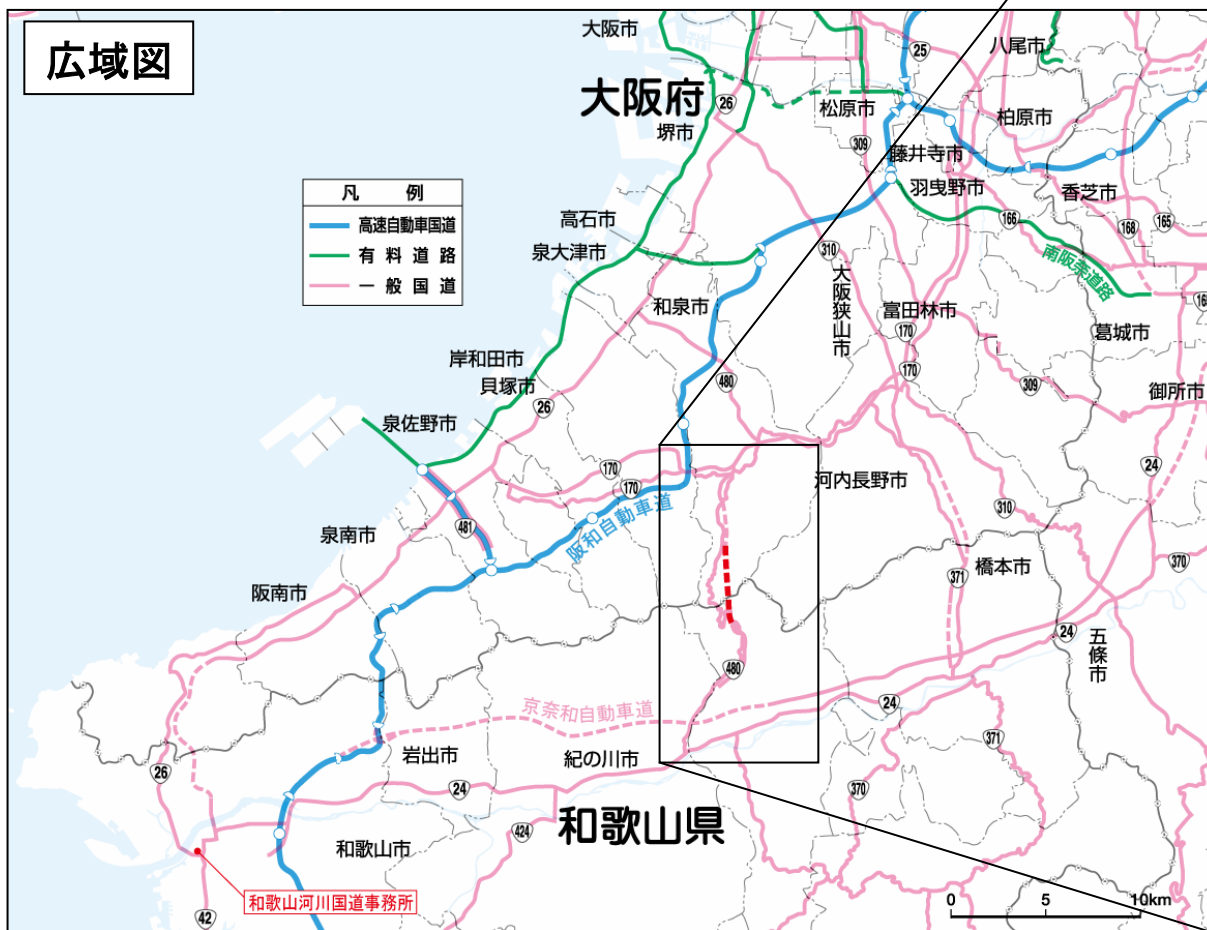 広域図
大阪市
25
八尾市
大阪府
26
松原市
柏原市
堺市
309
藤井寺市
羽曳野市
香芝市
凡 例
高速自動車国道
有料道路
一般国道
高石市
泉大津市
166
168
165
310
南阪奈道路
大阪狭山市
和泉市
富田林市
170
葛城市
岸和田市
貝塚市
170
480
309
御所市
26
泉佐野市
24
170
170
河内長野市
481
阪和自動車道
310
泉南市
370
371
橋本市
阪南市
24
五條市
480
京奈和自動車道
24
岩出市
紀の川市
371
26
24
370
和歌山県
424
和歌山市
和歌山河川国道事務所
42
0 5 10km